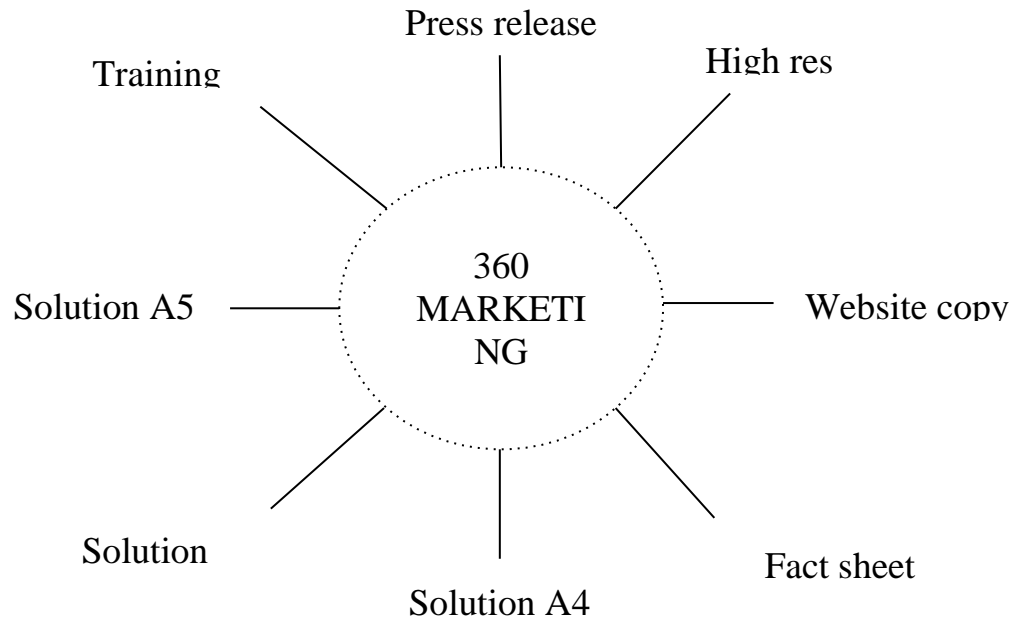 Press release
High res
Training
360
MARKETI
NG
Solution A5
Website copy
Solution
Fact sheet
Solution A4